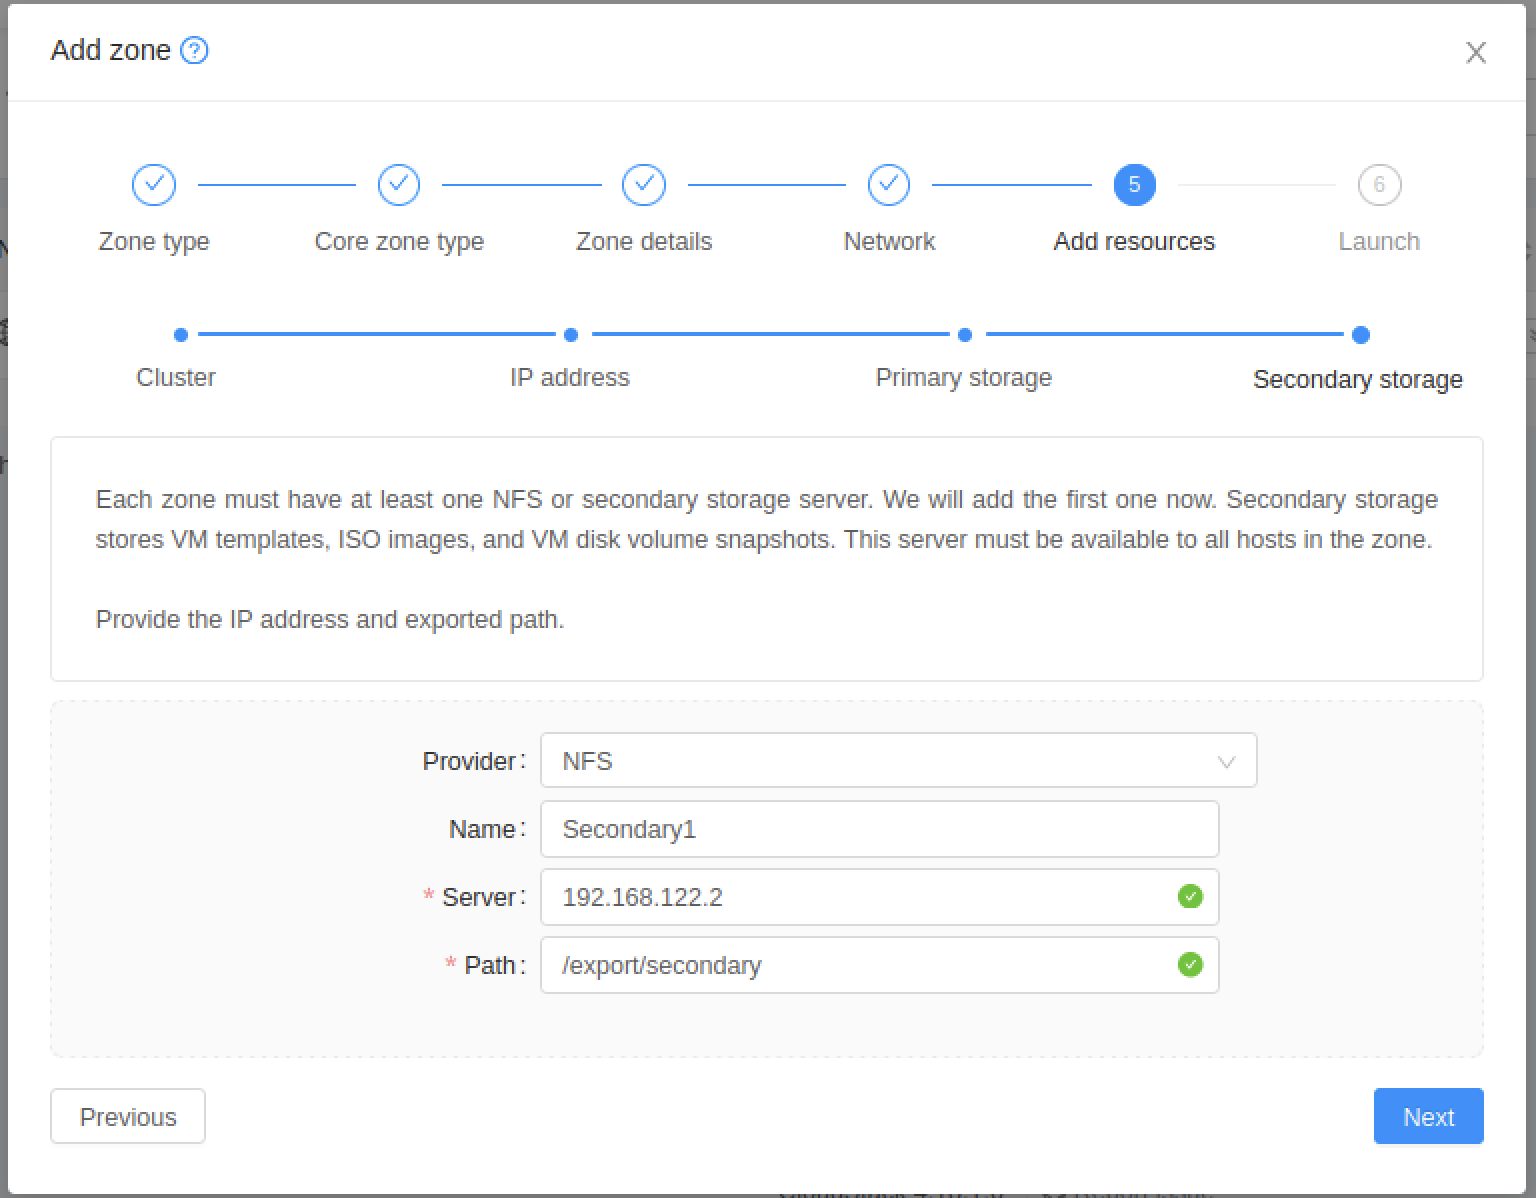 Add zone ?
5
6
Zone type
Core zone type
Zone details
Network
Add resources
Launch
Cluster
IP address
Primary storage
Secondary storage
Each zone must have at least one NFS or secondary storage server. We will add the first one now. Secondary storage
stores VM templates, ISO images, and VM disk volume snapshots. This server must be available to all hosts in the zone.
Provide the IP address and exported path.
Provider:
NFS
Name:
Secondary1
* Server:
192.168.122.2
* Path:
/export/secondary
Previous
Next